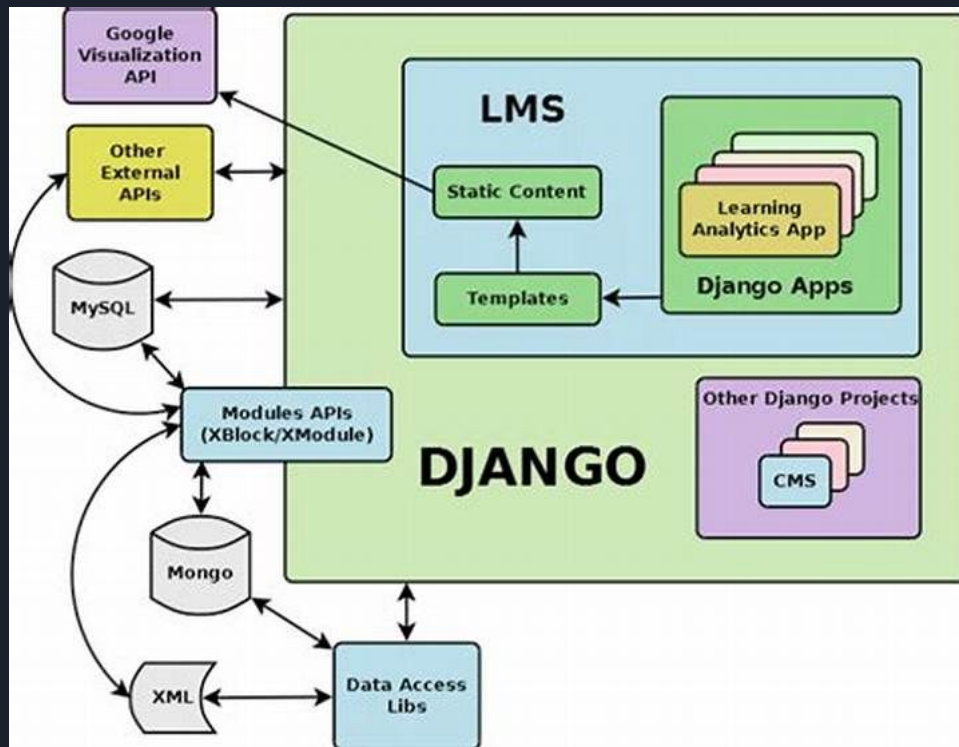 Google
Visualization
API
LMS
Other
External
APIs
Static Content
Learning
Analytics App
Django Apps
MySQL
Templates
Modules APIs
(XBlock/XModule)
Other Django Projects
DJANGO
CMS
Mongo
XML
Data Access
Libs